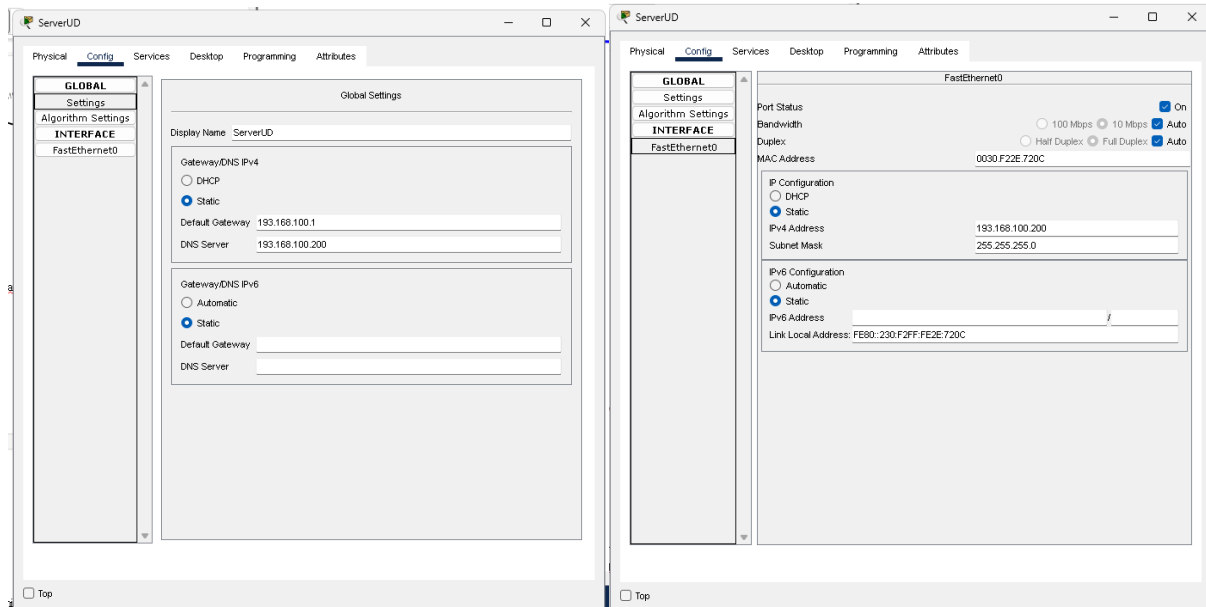 ServerUD
Physical Config Services Desktop Programming Attributes
GLOBAL
Settings
Algorithm Settings
INTERFACE
FastEthernet0
Global Settings
Display Name ServerUD
Gateway/DNS IPv4
DHCP
Static
Default Gateway 193.168.100.1
DNS Server 193.168.100.200
Gateway/DNS IPv6
Automatic
Static
Default Gateway
DNS Server
Top
ServerUD
Physical Config Services Desktop Programming Attributes
GLOBAL
Settings
Algorithm Settings
INTERFACE
FastEthernet0
FastEthernet0
Port Status On
Bandwidth 100 Mbps 10 Mbps Auto
Duplex Half Duplex Full Duplex Auto
MAC Address 0030.F22E.720C
IP Configuration
DHCP
Static
IPv4 Address 193.168.100.200
Subnet Mask 255.255.255.0
IPv6 Configuration
Automatic
Static
IPv6 Address /
Link Local Address: FE80::230:F2FF:FE2E:720C
Top